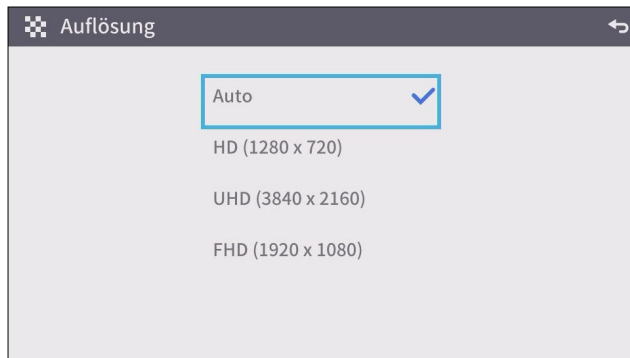 Auflösung
Auto
HD (1280 x 720)
UHD (3840 x 2160)
FHD (1920 x 1080)